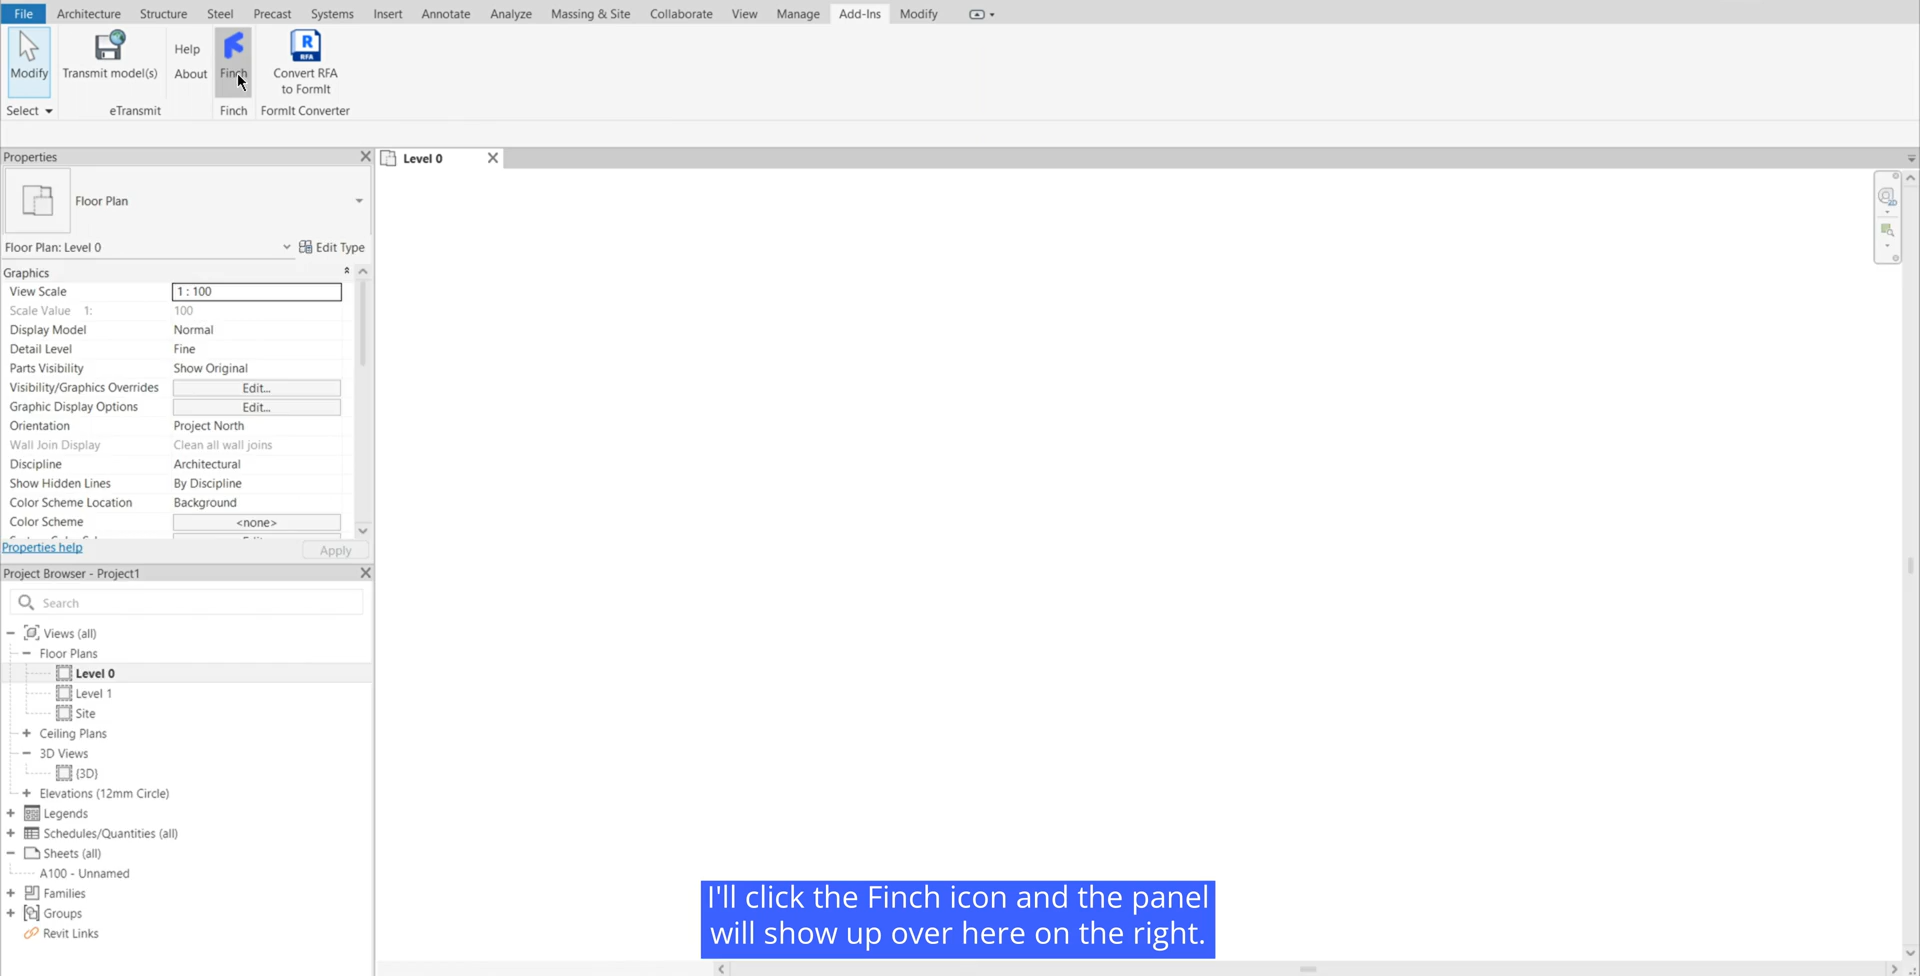 File Architecture Structure Steel Precast Systems Insert Annotate Analyze Massing & Site Collaborate View Manage Add-Ins Modify
Modify
Select
Transmit model(s)
Help
About
eTransmit
Finch
Finch
R
RFA
Convert RFA
to FormIt
FormIt Converter
Properties
Floor Plan
Floor Plan: Level 0
Edit Type
Graphics
View Scale 1 : 100
Scale Value 1: 100
Display Model Normal
Detail Level Fine
Parts Visibility Show Original
Visibility/Graphics Overrides Edit...
Graphic Display Options Edit...
Orientation Project North
Wall Join Display Clean all wall joins
Discipline Architectural
Show Hidden Lines By Discipline
Color Scheme Location Background
Color Scheme <none>
Properties help
Apply
Project Browser - Project1
Search
Views (all)
Floor Plans
Level 0
Level 1
Site
Ceiling Plans
3D Views
{3D}
Elevations (12mm Circle)
Legends
Schedules/Quantities (all)
Sheets (all)
A100 - Unnamed
Families
Groups
Revit Links
Level 0
I'll click the Finch icon and the panel
will show up over here on the right.